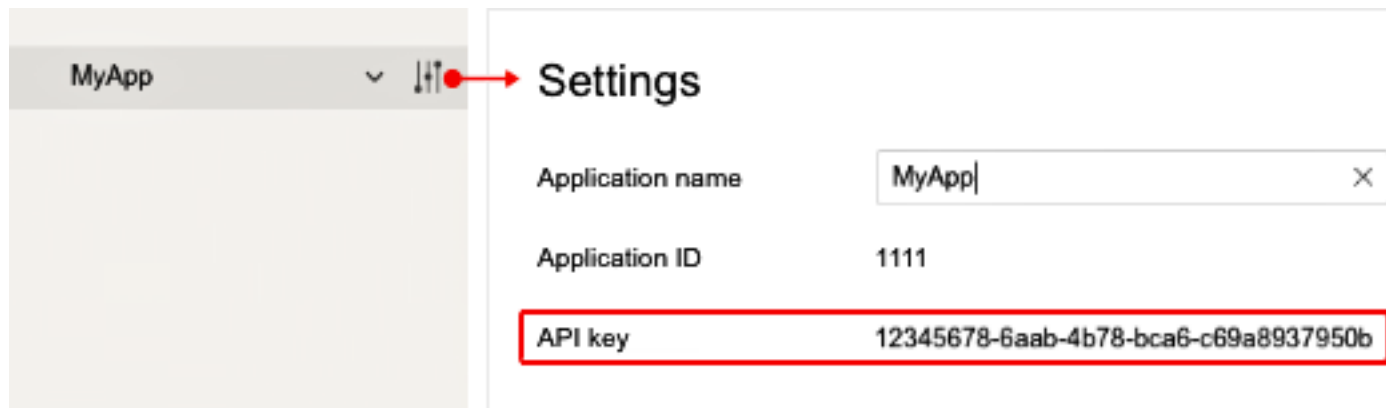 MyApp
Settings
Application name MyApp
Application ID 1111
API key 12345678-6aab-4b78-bca6-c69a8937950b